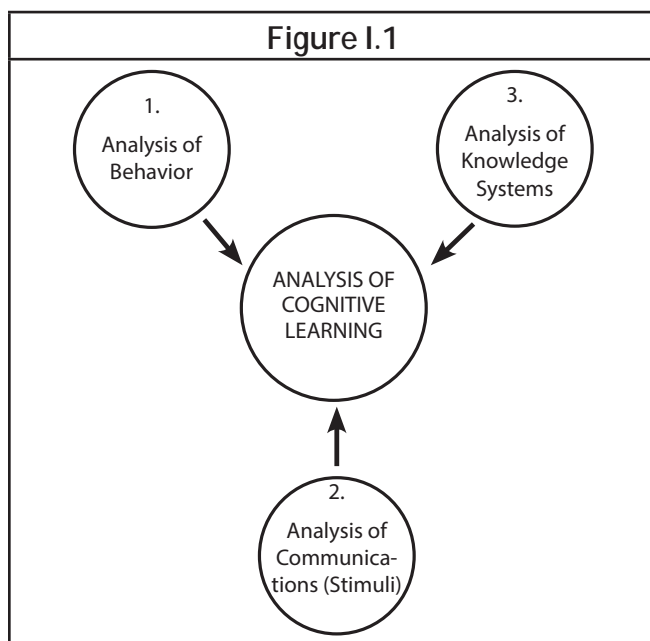 Figure I.1
1.
Analysis of
Behavior
3.
Analysis of
Knowledge
Systems
ANALYSIS OF
COGNITIVE
LEARNING
2.
Analysis of
Communica-
tions (Stimuli)